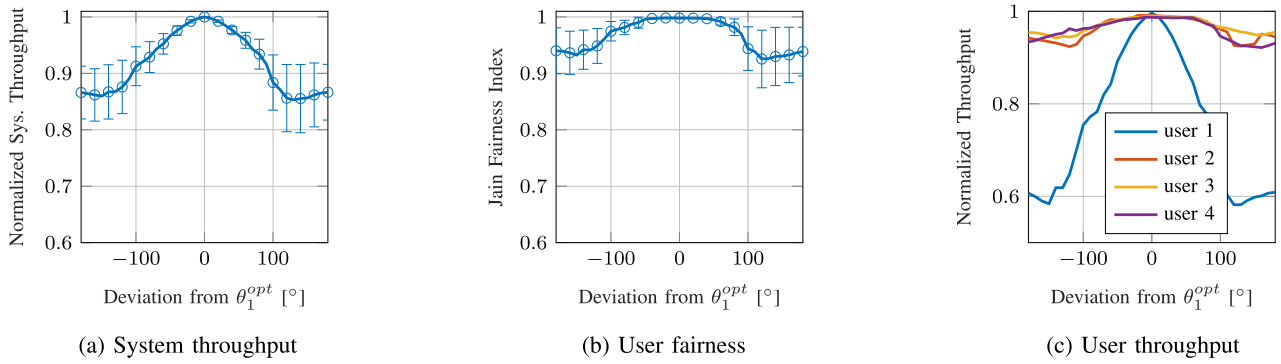 Normalized Sys. Throughput
1
0.9
0.8
0.7
0.6
−100
0
100
Deviation from θ₁ᵒᵖᵗ [°]
(a) System throughput
Jain Fairness Index
1
0.9
0.8
0.7
0.6
−100
0
100
Deviation from θ₁ᵒᵖᵗ [°]
(b) User fairness
Normalized Throughput
1
0.8
0.6
user 1
user 2
user 3
user 4
−100
0
100
Deviation from θ₁ᵒᵖᵗ [°]
(c) User throughput